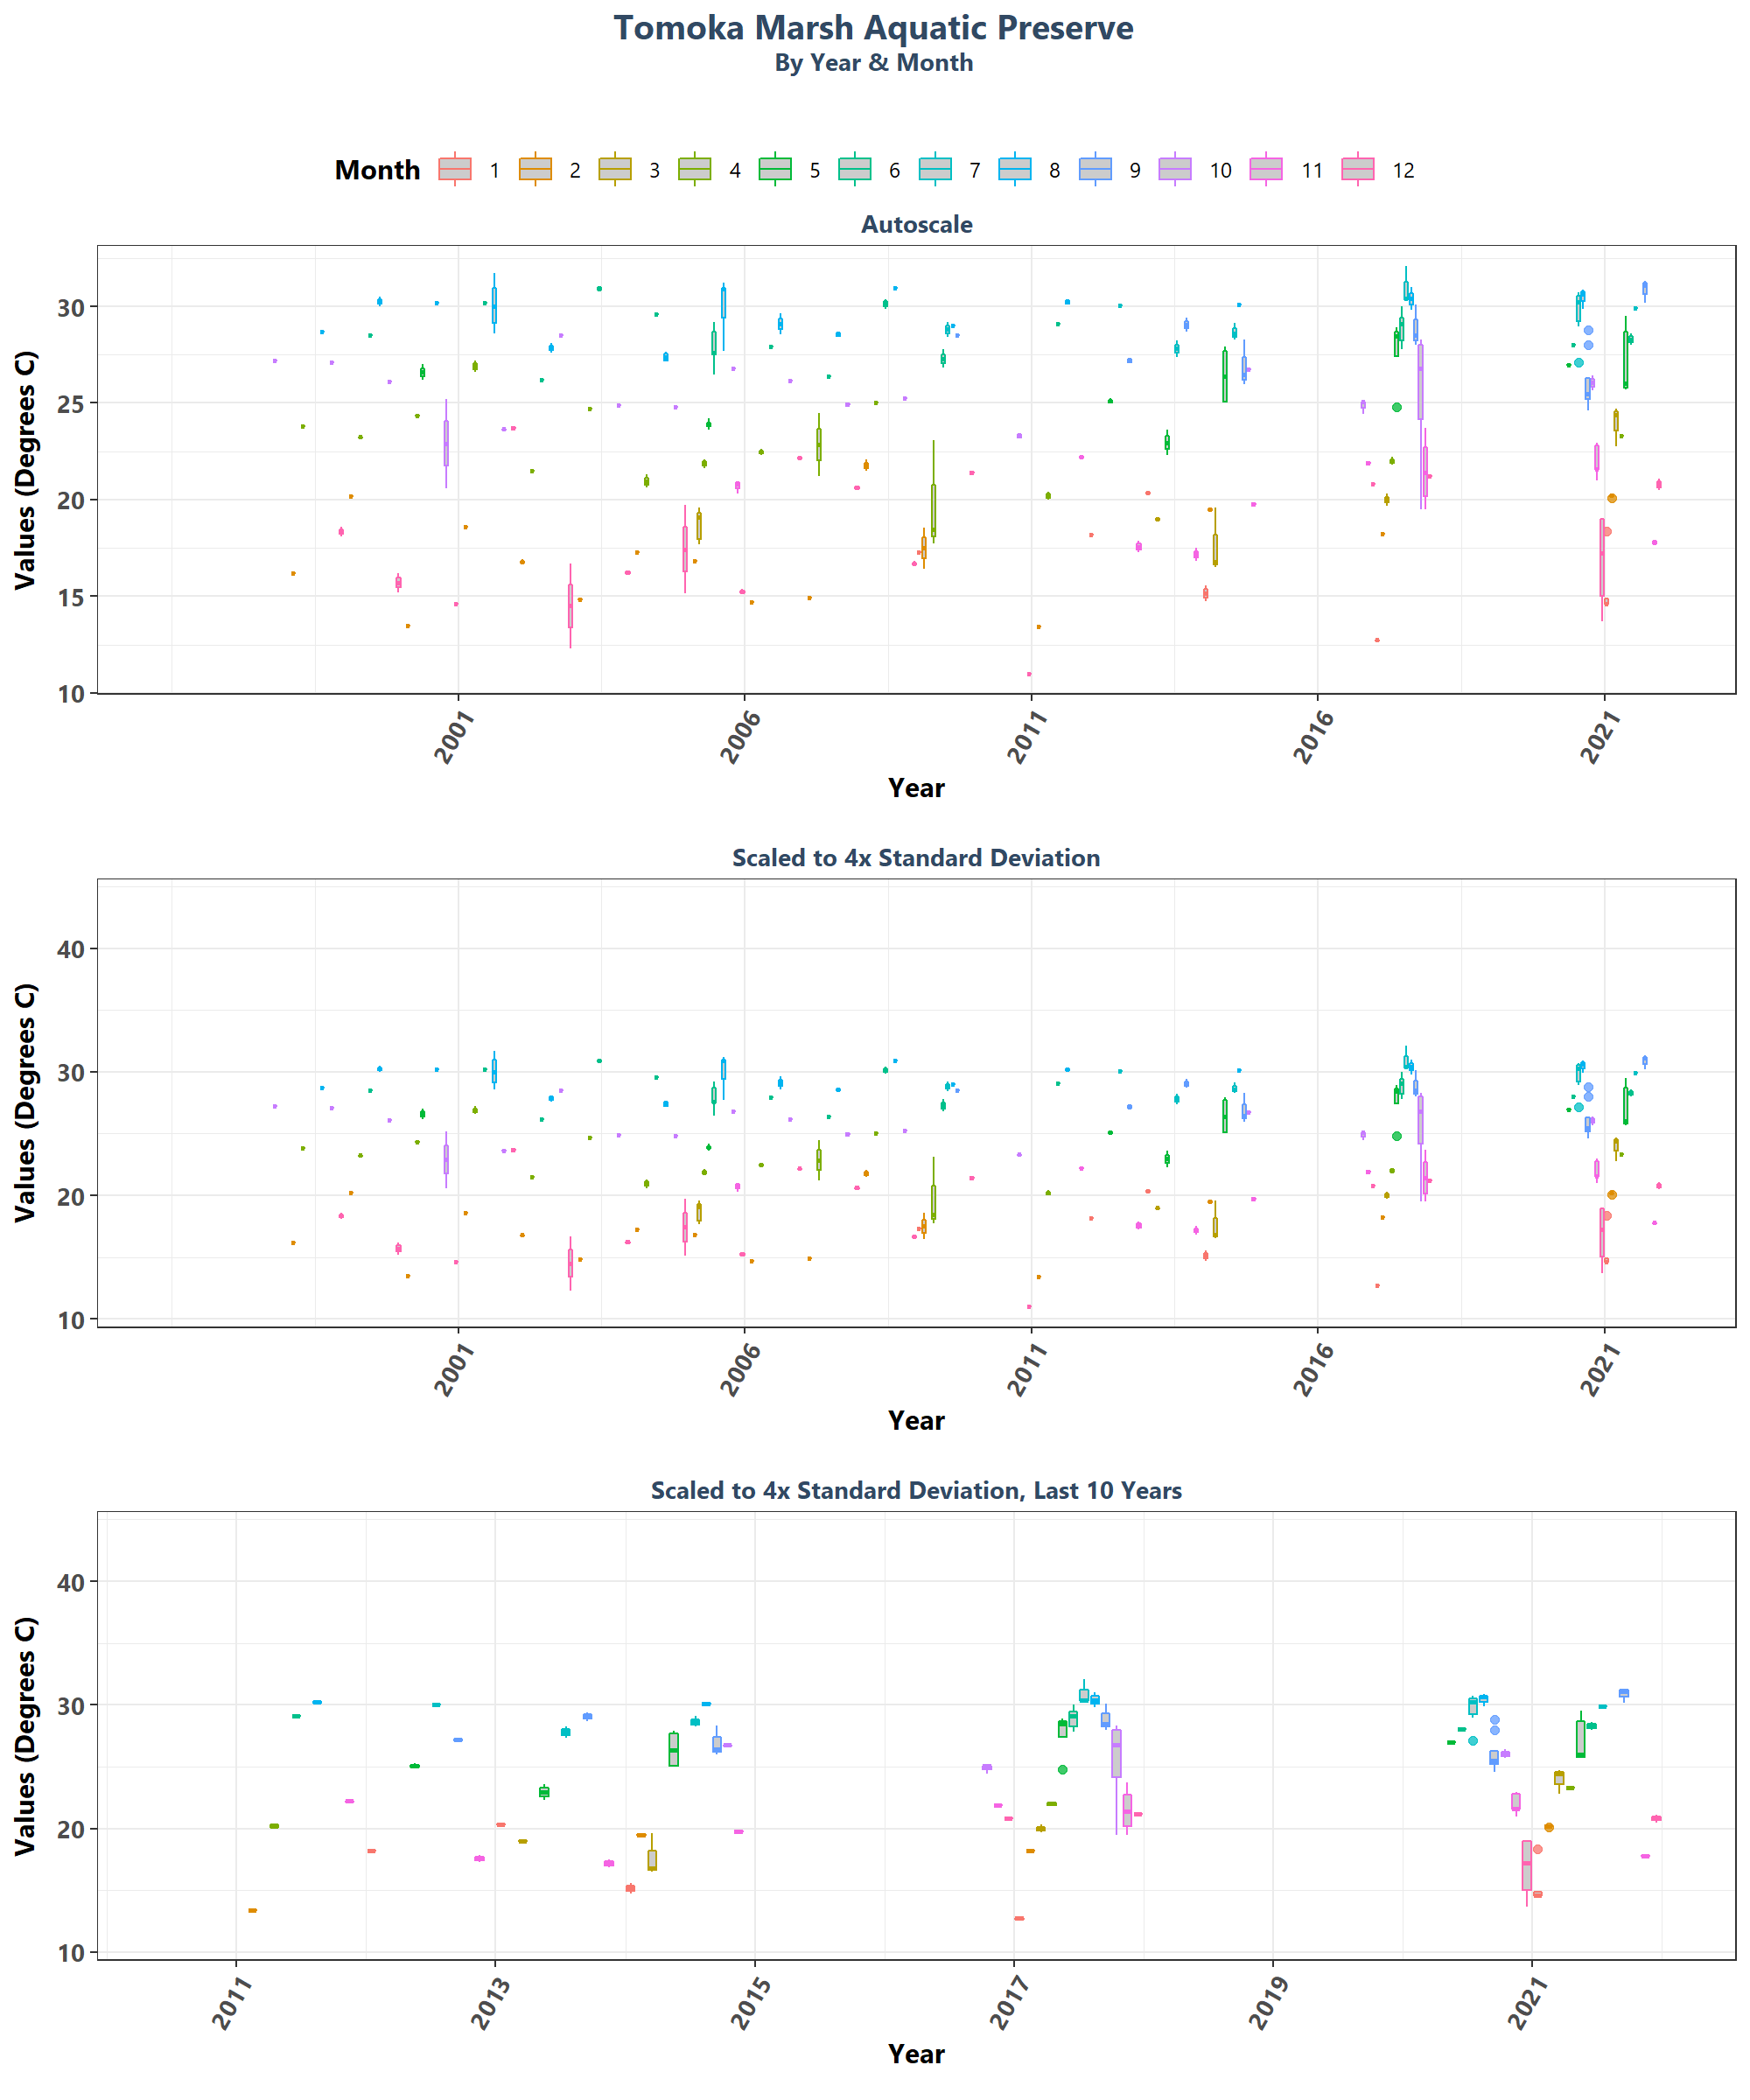 Tomoka Marsh Aquatic Preserve
By Year & Month
Month 1 2 3 4 5 6 7 8 9 10 11 12
Autoscale
Values (Degrees C)
30
25
20
15
10
2001 2006 2011 2016 2021
Year
Scaled to 4x Standard Deviation
Values (Degrees C)
40
30
20
10
2001 2006 2011 2016 2021
Year
Scaled to 4x Standard Deviation, Last 10 Years
Values (Degrees C)
40
30
20
10
2011 2013 2015 2017 2019 2021
Year